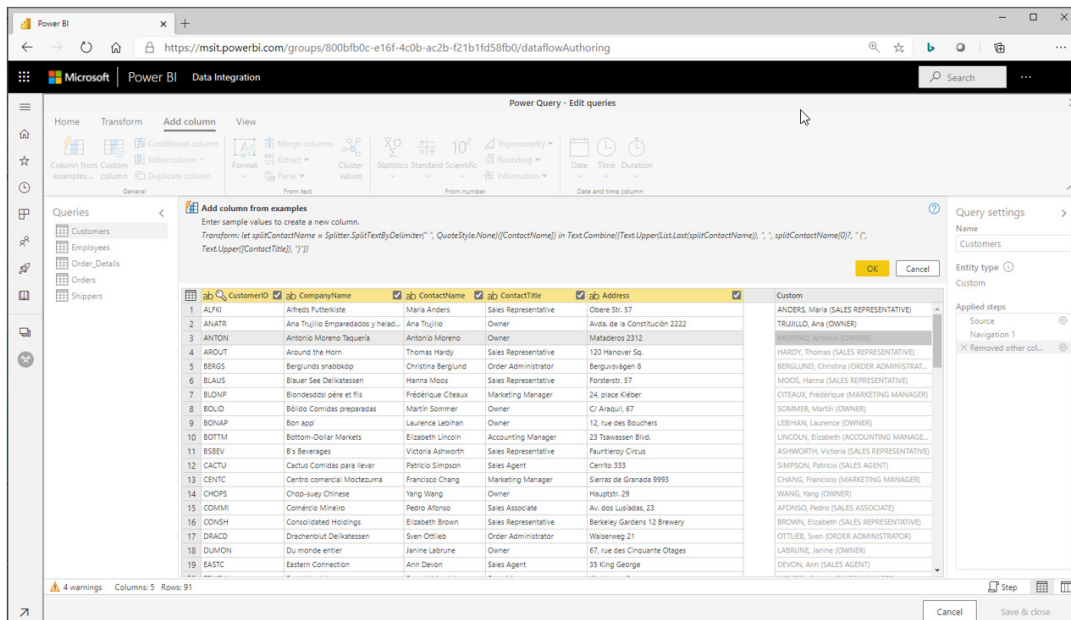 Power BI
https://msit.powerbi.com/groups/800bfb0c-e16f-4c0b-ac2b-f21b1fd58fb0/dataflowAuthoring
Microsoft Power BI Data Integration Search
Power Query - Edit queries
Home Transform Add column View
Column from examples Custom column Conditional column Index column Duplicate column
Format Merge columns Extract Parse Cluster values
Statistics Standard Scientific Trigonometry Rounding Information
Date Time Duration
General From text From number Date and time column
Queries
Customers
Employees
Order_Details
Orders
Shippers
Add column from examples
Enter sample values to create a new column.
Transform: let splitContactName = Splitter.SplitTextByDelimiter(" ", QuoteStyle.None)([ContactName]) in Text.Combine({Text.Upper(List.Last(splitContactName)), ", ", splitContactName{0}?, " (",
Text.Upper([ContactTitle]), ")"})
OK Cancel
CustomerID CompanyName ContactName ContactTitle Address Custom
1 ALFKI Alfreds Futterkiste Maria Anders Sales Representative Obere Str. 57 ANDERS, Maria (SALES REPRESENTATIVE)
2 ANATR Ana Trujillo Emparedados y helad... Ana Trujillo Owner Avda. de la Constitución 2222 TRUJILLO, Ana (OWNER)
3 ANTON Antonio Moreno Taquería Antonio Moreno Owner Mataderos 2312 MORENO, Antonio (OWNER)
4 AROUT Around the Horn Thomas Hardy Sales Representative 120 Hanover Sq. HARDY, Thomas (SALES REPRESENTATIVE)
5 BERGS Berglunds snabbköp Christina Berglund Order Administrator Berguvsvägen 8 BERGLUND, Christina (ORDER ADMINISTRAT...
6 BLAUS Blauer See Delikatessen Hanna Moos Sales Representative Forsterstr. 57 MOOS, Hanna (SALES REPRESENTATIVE)
7 BLONP Blondesddsl père et fils Frédérique Citeaux Marketing Manager 24, place Kléber CITEAUX, Frédérique (MARKETING MANAGER)
8 BOLID Bólido Comidas preparadas Martín Sommer Owner C/ Araquil, 67 SOMMER, Martín (OWNER)
9 BONAP Bon app' Laurence Lebihan Owner 12, rue des Bouchers LEBIHAN, Laurence (OWNER)
10 BOTTM Bottom-Dollar Markets Elizabeth Lincoln Accounting Manager 23 Tsawassen Blvd. LINCOLN, Elizabeth (ACCOUNTING MANAGE...
11 BSBEV B's Beverages Victoria Ashworth Sales Representative Fauntleroy Circus ASHWORTH, Victoria (SALES REPRESENTATIVE)
12 CACTU Cactus Comidas para llevar Patricio Simpson Sales Agent Cerrito 333 SIMPSON, Patricio (SALES AGENT)
13 CENTC Centro comercial Moctezuma Francisco Chang Marketing Manager Sierras de Granada 9993 CHANG, Francisco (MARKETING MANAGER)
14 CHOPS Chop-suey Chinese Yang Wang Owner Hauptstr. 29 WANG, Yang (OWNER)
15 COMMI Comércio Mineiro Pedro Afonso Sales Associate Av. dos Lusíadas, 23 AFONSO, Pedro (SALES ASSOCIATE)
16 CONSH Consolidated Holdings Elizabeth Brown Sales Representative Berkeley Gardens 12 Brewery BROWN, Elizabeth (SALES REPRESENTATIVE)
17 DRACD Drachenblut Delikatessen Sven Ottlieb Order Administrator Walserweg 21 OTTLIEB, Sven (ORDER ADMINISTRATOR)
18 DUMON Du monde entier Janine Labrune Owner 67, rue des Cinquante Otages LABRUNE, Janine (OWNER)
19 EASTC Eastern Connection Ann Devon Sales Agent 35 King George DEVON, Ann (SALES AGENT)
Query settings
Name
Customers
Entity type
Custom
Applied steps
Source
Navigation 1
Removed other col...
4 warnings Columns: 5 Rows: 91 Step
Cancel Save & close